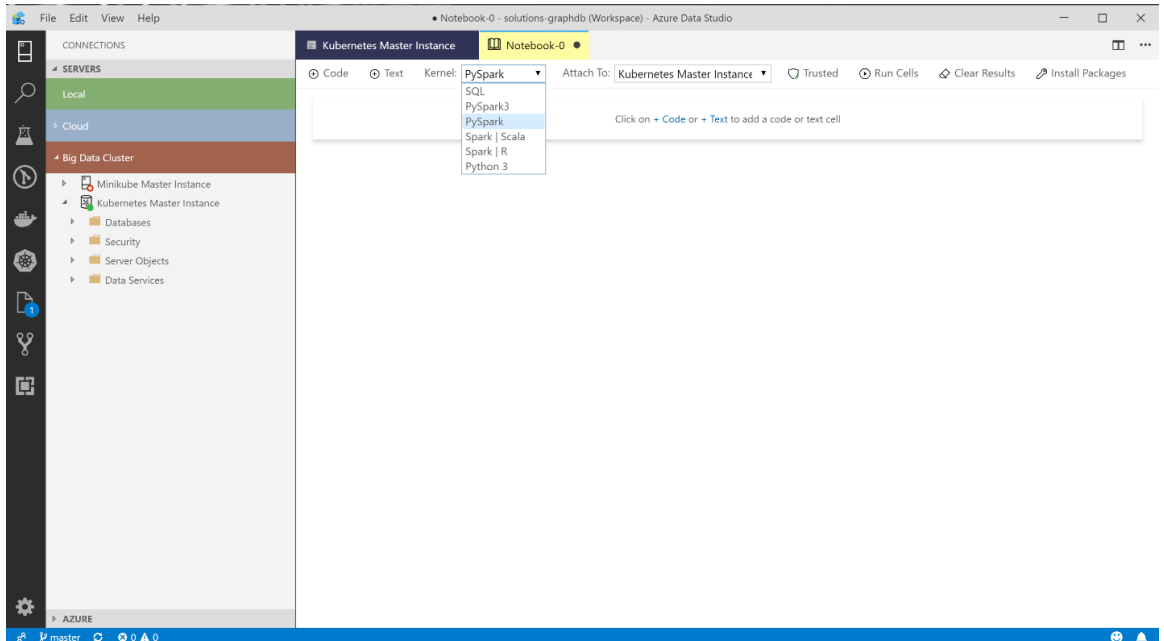 File Edit View Help
● Notebook-0 - solutions-graphdb (Workspace) - Azure Data Studio
CONNECTIONS
SERVERS
Local
Cloud
Big Data Cluster
Minikube Master Instance
Kubernetes Master Instance
Databases
Security
Server Objects
Data Services
1
AZURE
Kubernetes Master Instance
Notebook-0 ●
Code Text Kernel: PySpark Attach To: Kubernetes Master Instance Trusted Run Cells Clear Results Install Packages
SQL
PySpark3
PySpark
Spark | Scala
Spark | R
Python 3
Click on + Code or + Text to add a code or text cell
master 0 0